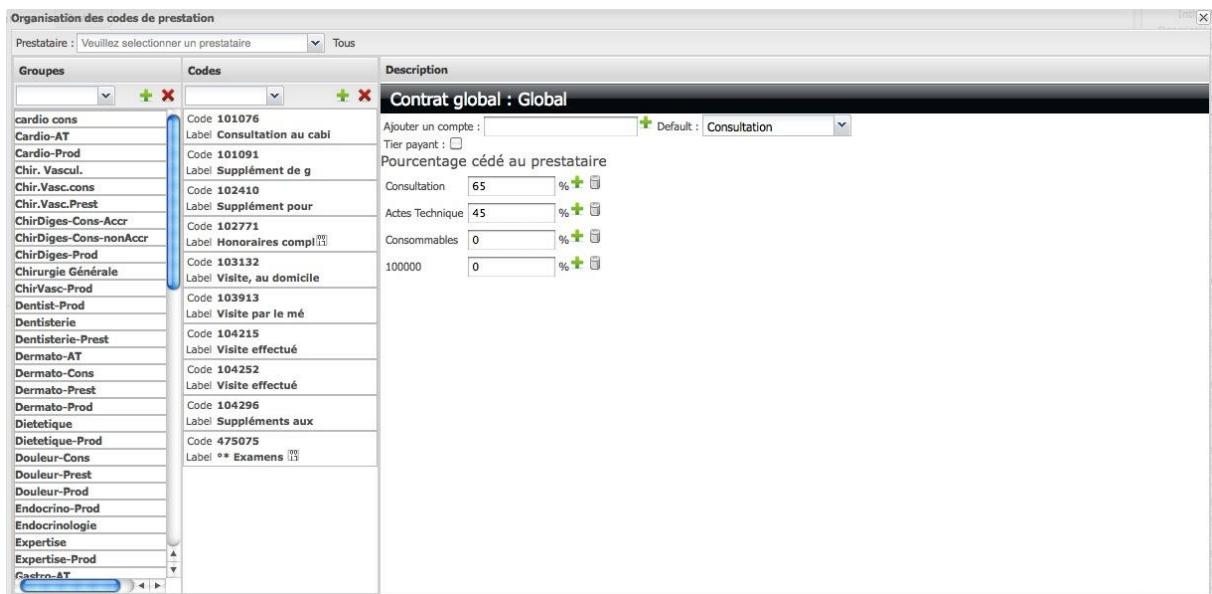 Organisation des codes de prestation
Prestataire : Veuillez selectionner un prestataire Tous
Groupes
cardio cons
Cardio-AT
Cardio-Prod
Chir. Vascul.
Chir.Vasc.cons
Chir.Vasc.Prest
ChirDiges-Cons-Accr
ChirDiges-Cons-nonAccr
ChirDiges-Prod
Chirurgie Générale
ChirVasc-Prod
Dentist-Prod
Dentisterie
Dentisterie-Prest
Dermato-AT
Dermato-Cons
Dermato-Prest
Dermato-Prod
Dietetique
Dietetique-Prod
Douleur-Cons
Douleur-Prest
Douleur-Prod
Endocrino-Prod
Endocrinologie
Expertise
Expertise-Prod
Gastro-AT
Codes
Code 101076
Label Consultation au cabi
Code 101091
Label Supplément de g
Code 102410
Label Supplément pour
Code 102771
Label Honoraires compl
Code 103132
Label Visite, au domicile
Code 103913
Label Visite par le mé
Code 104215
Label Visite effectué
Code 104252
Label Visite effectué
Code 104296
Label Suppléments aux
Code 475075
Label °* Examens
Description
Contrat global : Global
Ajouter un compte : Default : Consultation
Tier payant :
Pourcentage cédé au prestataire
Consultation 65 %
Actes Technique 45 %
Consommables 0 %
100000 0 %